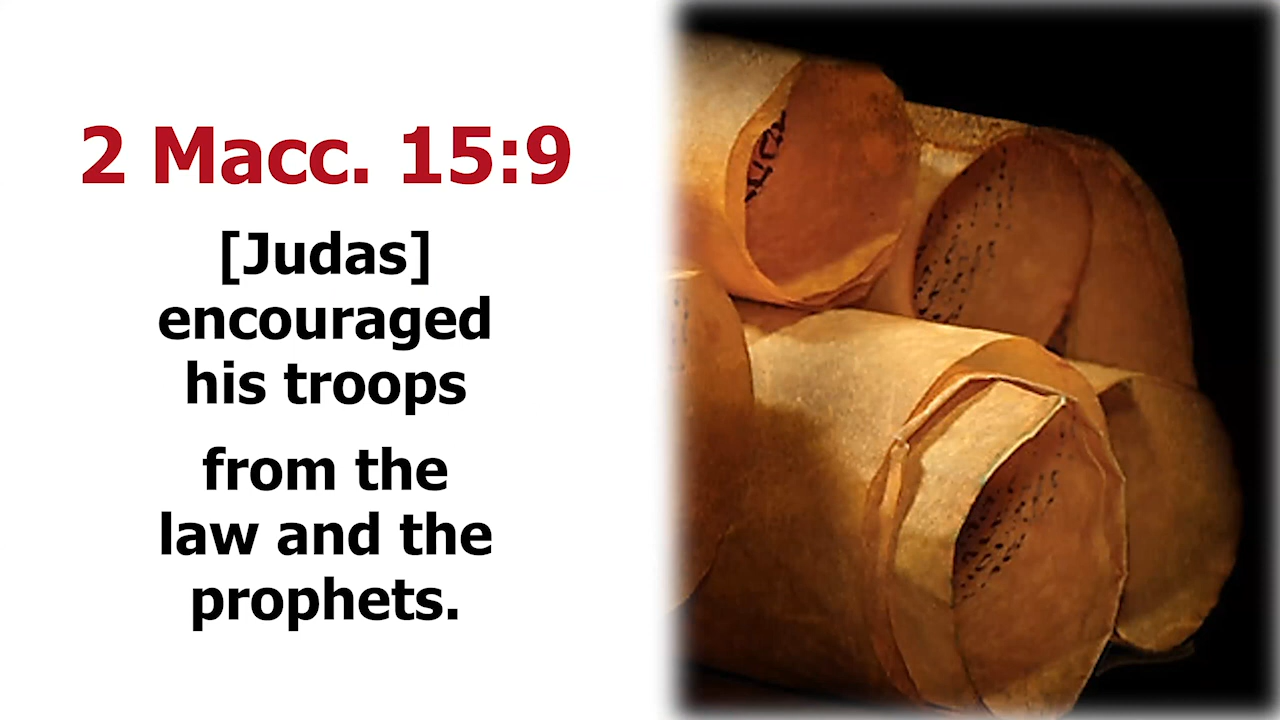 2 Macc. 15:9
[Judas]
encouraged
his troops
from the
law and the
prophets.